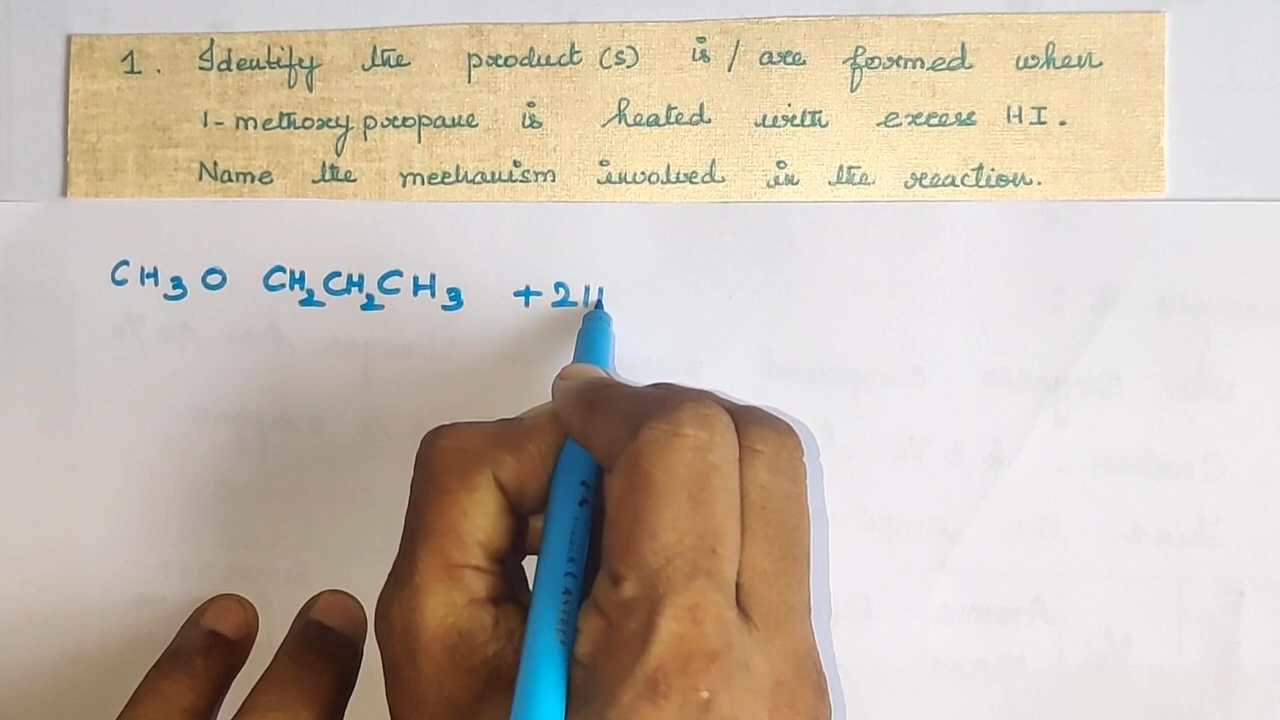 1. Identify the product (s) is / are formed when
1-methoxy propane is heated with excess HI.
Name the mechanism involved in the reaction.
CH3O CH2CH2CH3 + 2H